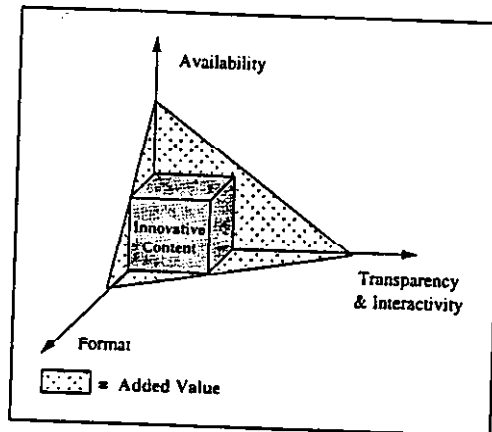 Availability
Innovative
Content
Transparency
& Interactivity
Format
= Added Value